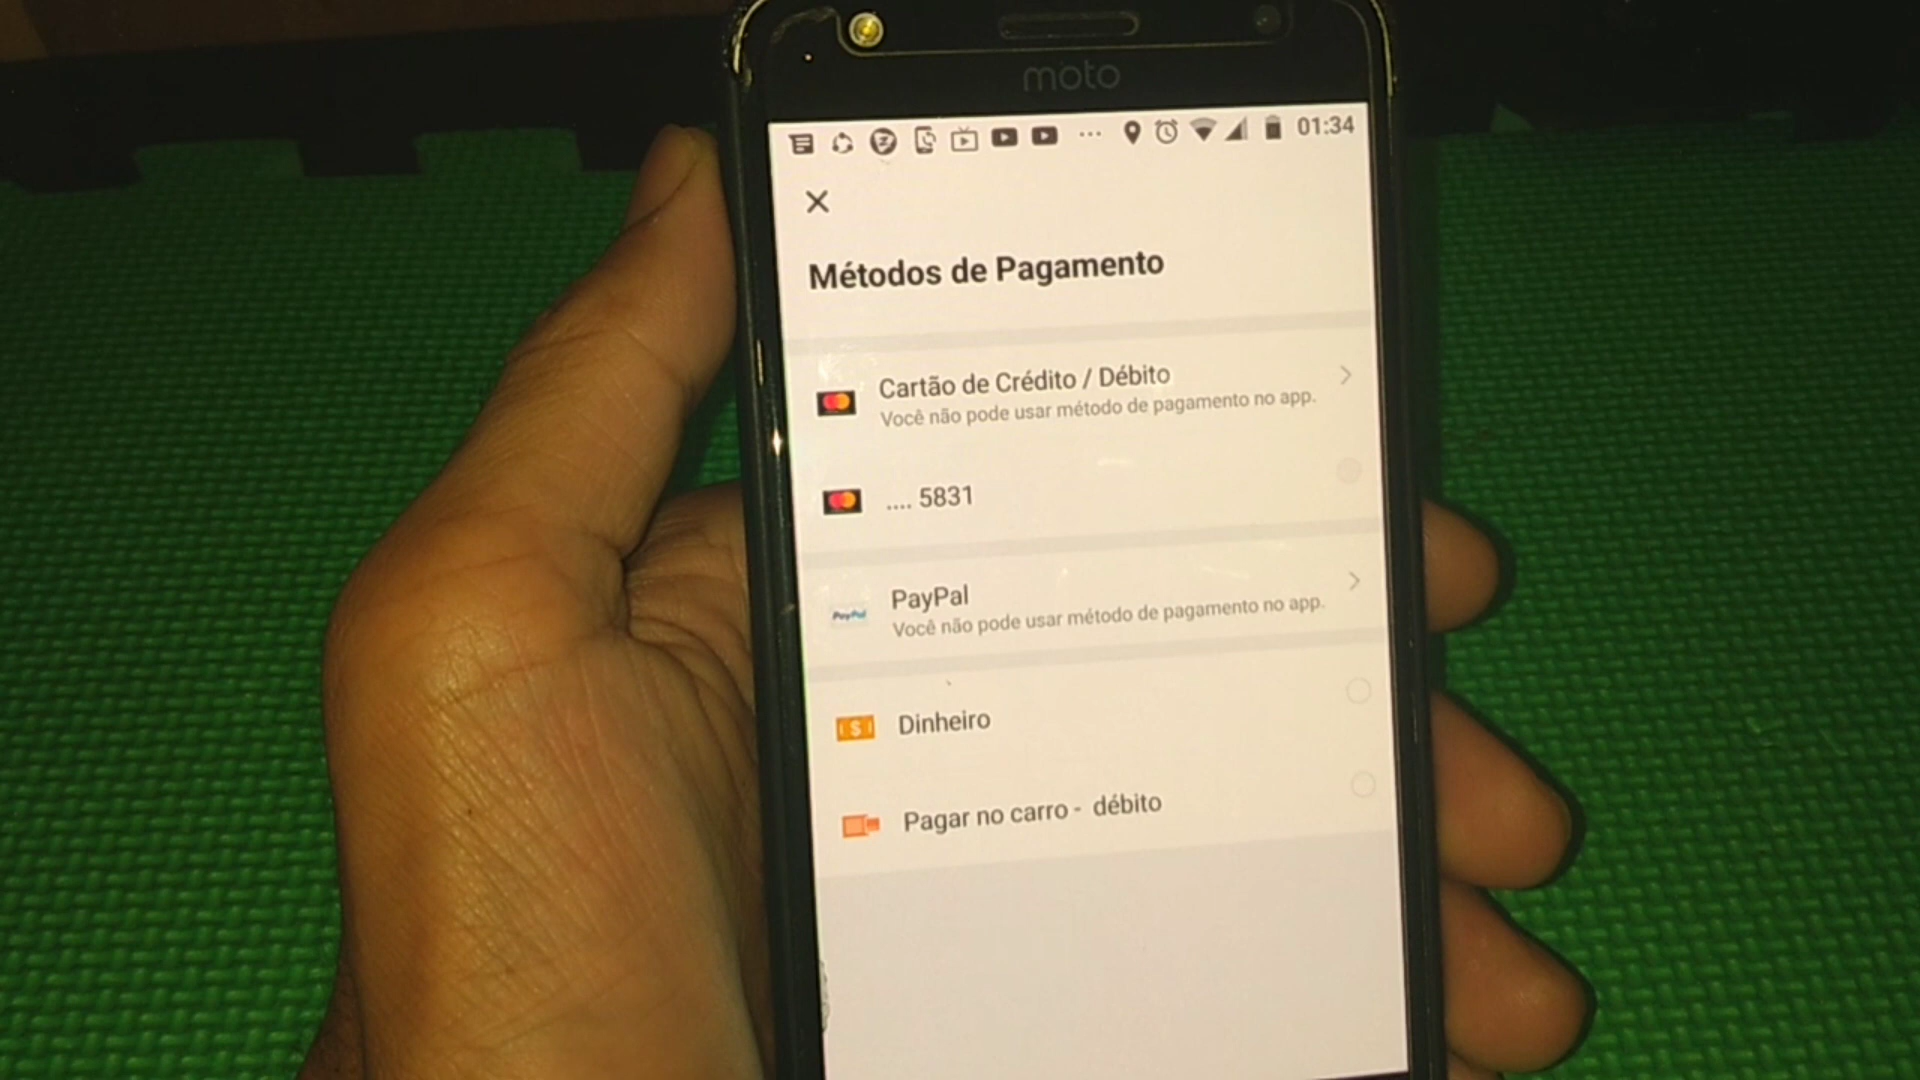 moto
01:34
Métodos de Pagamento
Cartão de Crédito / Débito
Você não pode usar método de pagamento no app.
.... 5831
PayPal
PayPal
Você não pode usar método de pagamento no app.
$ Dinheiro
Pagar no carro - débito